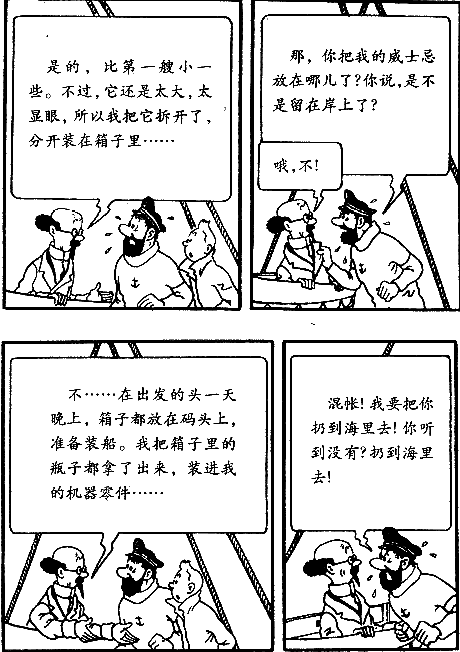 是的，比第一艘小一
些。不过，它还是太大，太
显眼，所以我把它拆开了，
分开装在箱子里……
那，你把我的威士忌
放在哪儿了？你说，是不
是留在岸上了？
哦，不！
不……在出发的头一天
晚上，箱子都放在码头上，
准备装船。我把箱子里的
瓶子都拿了出来，装进我
的机器零件……
混帐！我要把你
扔到海里去！你听
到没有？扔到海里
去！